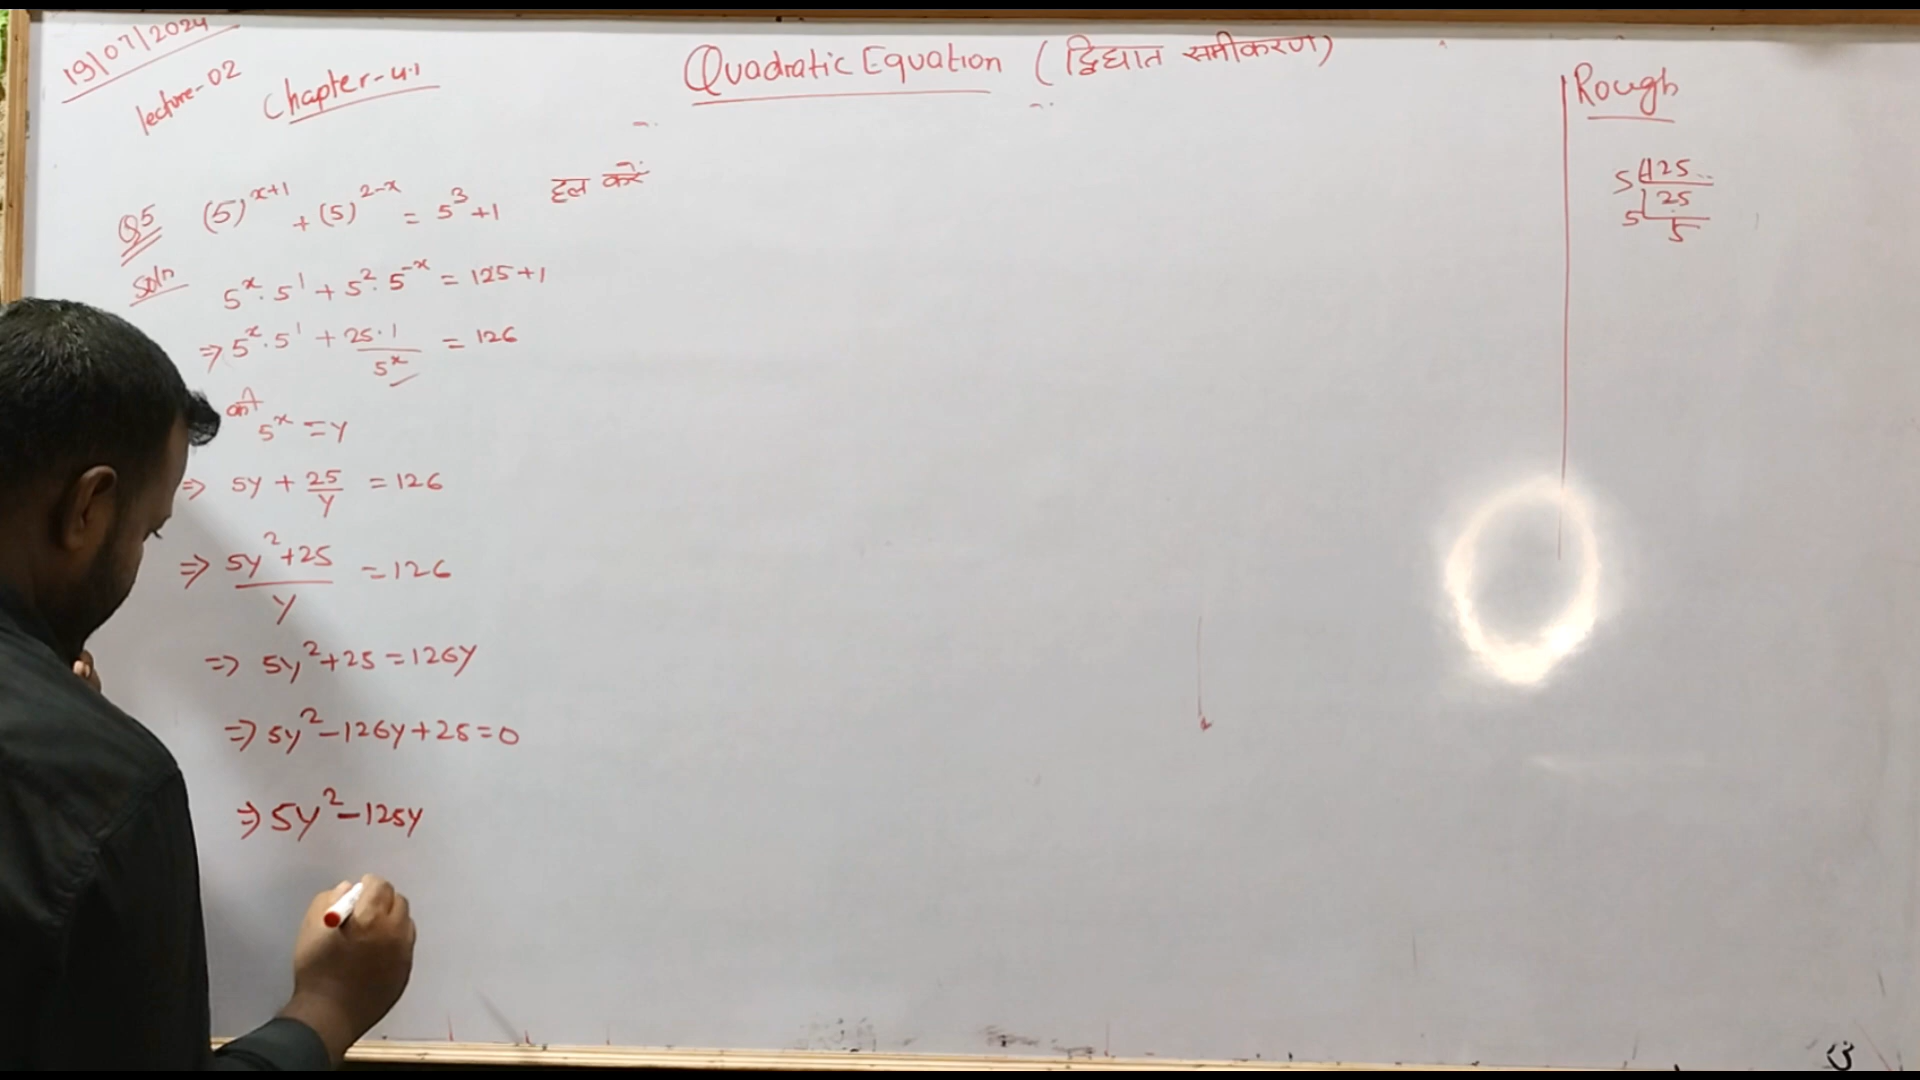 19/07/2024
lecture-02
Chapter-4.1
Quadratic Equation (द्विघात समीकरण)
Q5 (5)^{x+1} + (5)^{2-x} = 5^3+1 हल करें
Soln
5^x·5^1 + 5^2·5^{-x} = 125+1
⇒ 5^x·5^1 + 25·1/5^x = 126
5^x = y
⇒ 5y + 25/y = 126
⇒ 5y^2+25/y = 126
⇒ 5y^2+25 = 126y
⇒ 5y^2-126y+25=0
⇒ 5y^2-125y
Rough
5 125
5 25
5